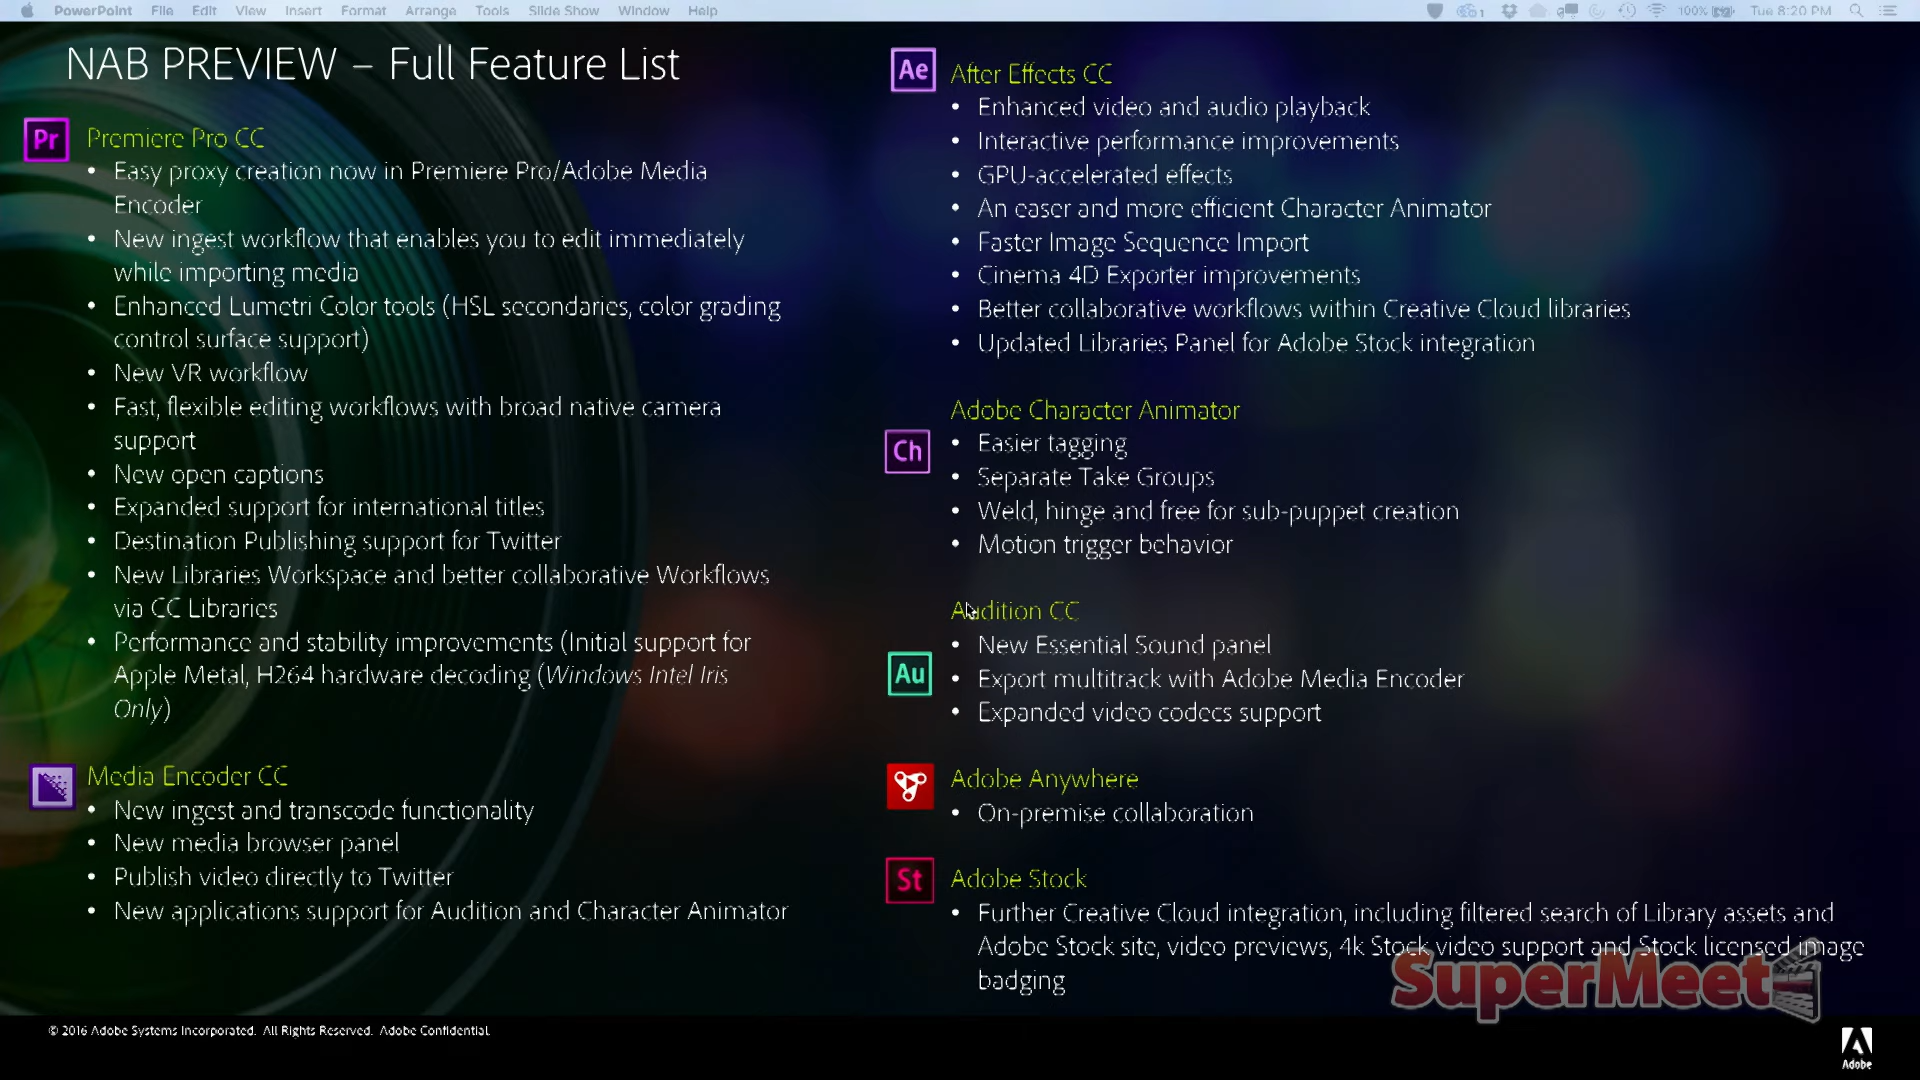 PowerPoint File Edit View Insert Format Arrange Tools Slide Show Window Help
1 100% Tue 8:20 PM
NAB PREVIEW – Full Feature List
Pr Premiere Pro CC
• Easy proxy creation now in Premiere Pro/Adobe Media
Encoder
• New ingest workflow that enables you to edit immediately
while importing media
• Enhanced Lumetri Color tools (HSL secondaries, color grading
control surface support)
• New VR workflow
• Fast, flexible editing workflows with broad native camera
support
• New open captions
• Expanded support for international titles
• Destination Publishing support for Twitter
• New Libraries Workspace and better collaborative Workflows
via CC Libraries
• Performance and stability improvements (Initial support for
Apple Metal, H264 hardware decoding (Windows Intel Iris
Only)
Media Encoder CC
• New ingest and transcode functionality
• New media browser panel
• Publish video directly to Twitter
• New applications support for Audition and Character Animator
Ae After Effects CC
• Enhanced video and audio playback
• Interactive performance improvements
• GPU-accelerated effects
• An easer and more efficient Character Animator
• Faster Image Sequence Import
• Cinema 4D Exporter improvements
• Better collaborative workflows within Creative Cloud libraries
• Updated Libraries Panel for Adobe Stock integration
Adobe Character Animator
Ch • Easier tagging
• Separate Take Groups
• Weld, hinge and free for sub-puppet creation
• Motion trigger behavior
Audition CC
• New Essential Sound panel
Au • Export multitrack with Adobe Media Encoder
• Expanded video codecs support
Adobe Anywhere
• On-premise collaboration
St Adobe Stock
• Further Creative Cloud integration, including filtered search of Library assets and
Adobe Stock site, video previews, 4k Stock video support and Stock licensed image
badging
SuperMeet
© 2016 Adobe Systems Incorporated. All Rights Reserved. Adobe Confidential.
Adobe